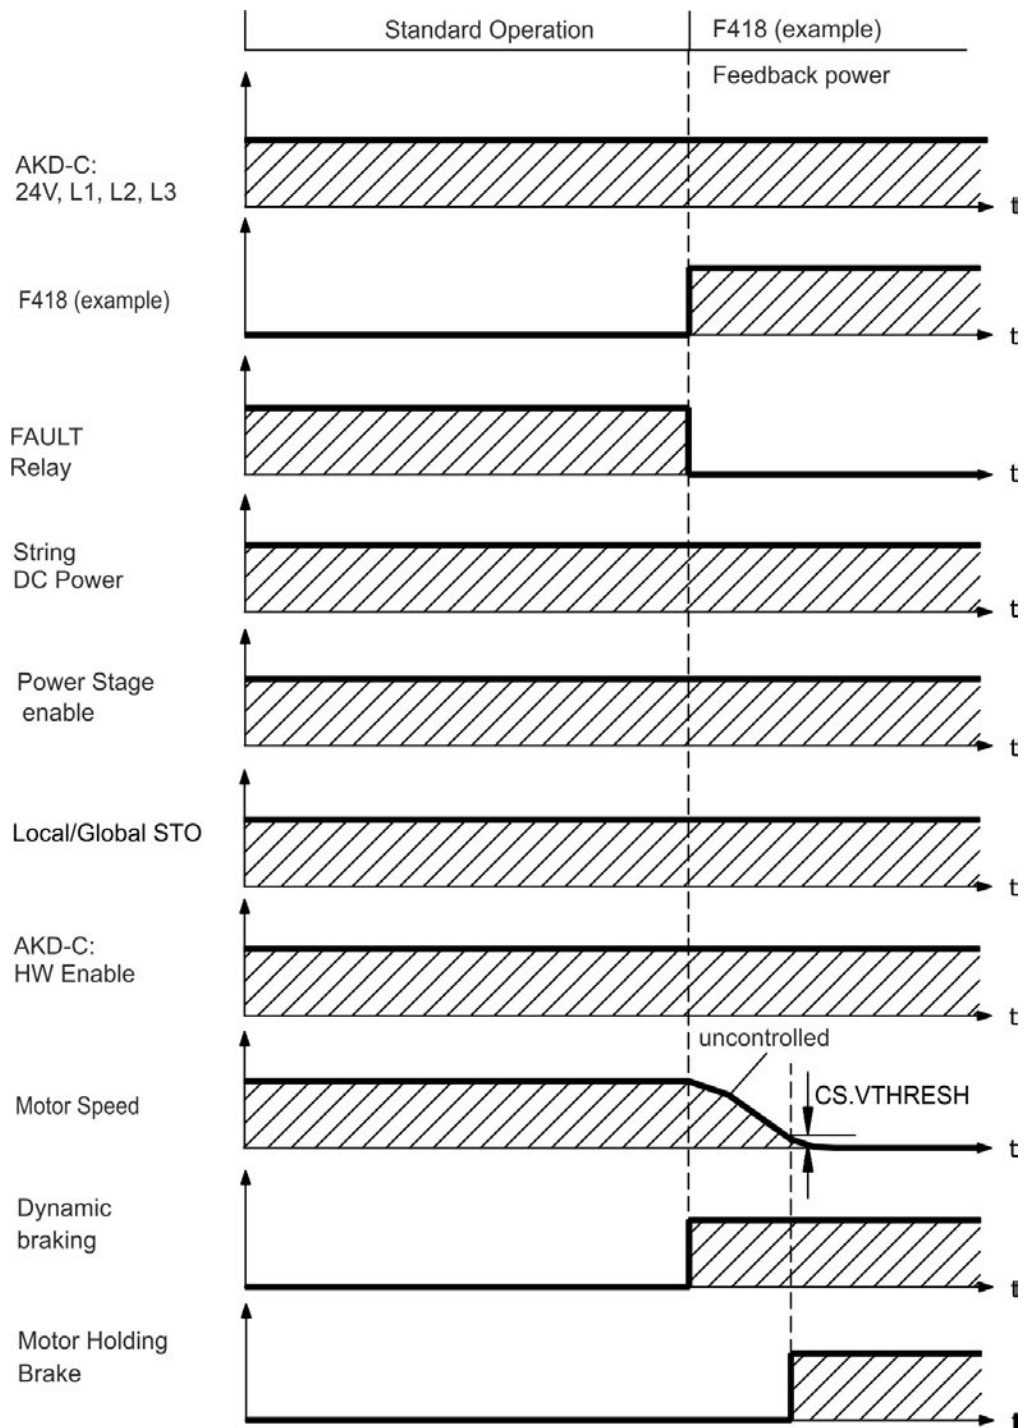 Standard Operation
F418 (example)
Feedback power
AKD-C:
24V, L1, L2, L3
t
F418 (example)
t
FAULT
Relay
t
String
DC Power
t
Power Stage
enable
t
Local/Global STO
t
AKD-C:
HW Enable
t
uncontrolled
CS.VTHRESH
Motor Speed
t
Dynamic
braking
t
Motor Holding
Brake
t